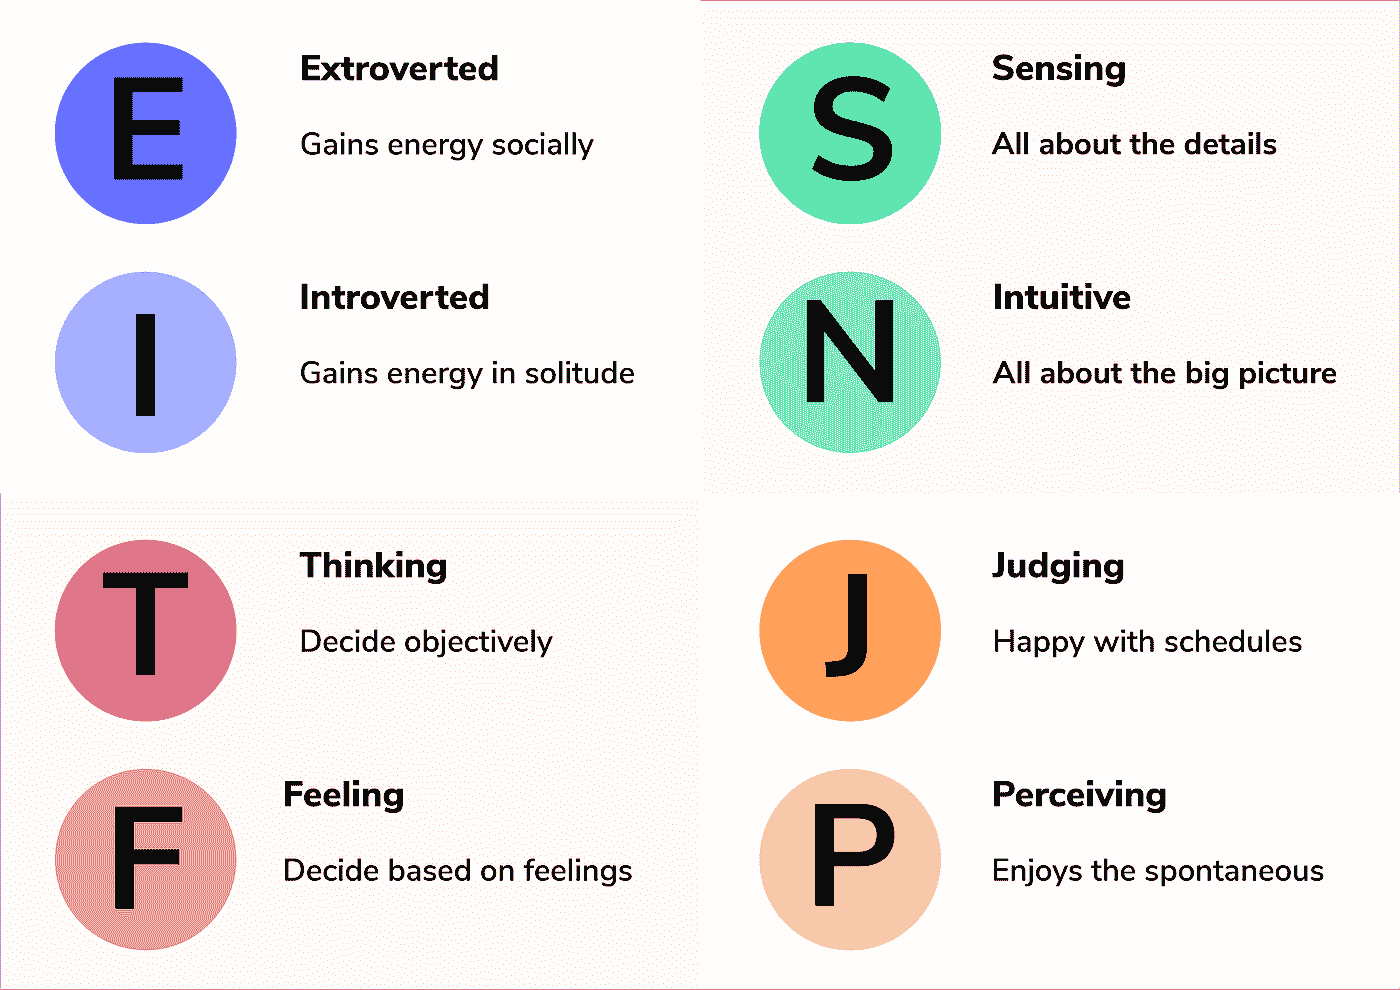 E
Extroverted
Gains energy socially
I
Introverted
Gains energy in solitude
S
Sensing
All about the details
N
Intuitive
All about the big picture
T
Thinking
Decide objectively
F
Feeling
Decide based on feelings
J
Judging
Happy with schedules
P
Perceiving
Enjoys the spontaneous